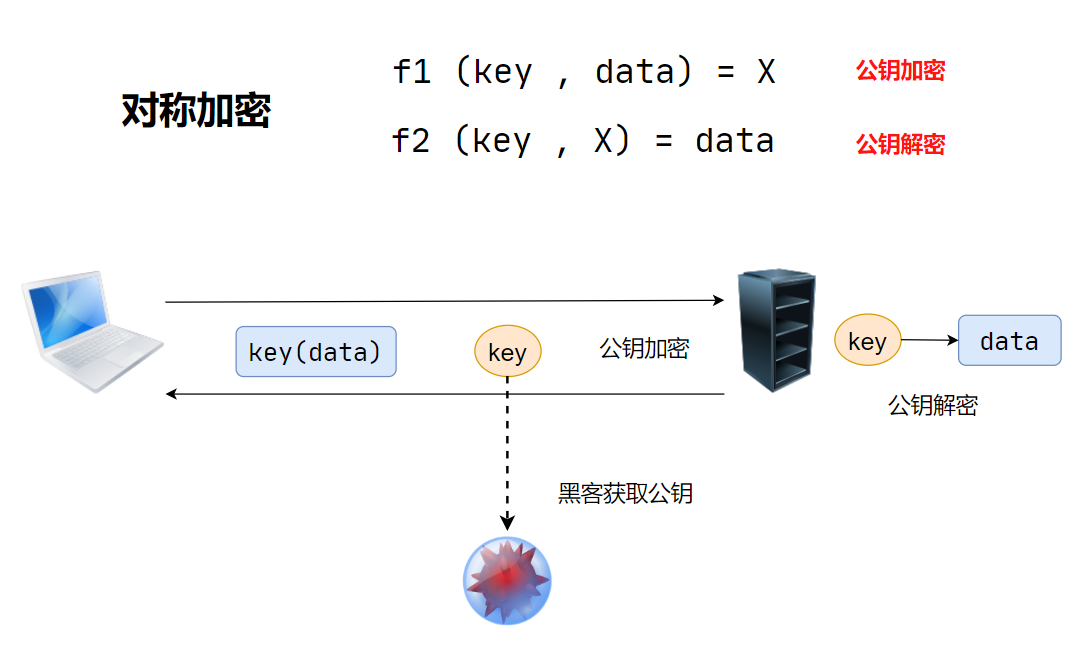 对称加密
f1 (key , data) = X 公钥加密
f2 (key , X) = data 公钥解密
key(data)
key
公钥加密
key
data
公钥解密
黑客获取公钥